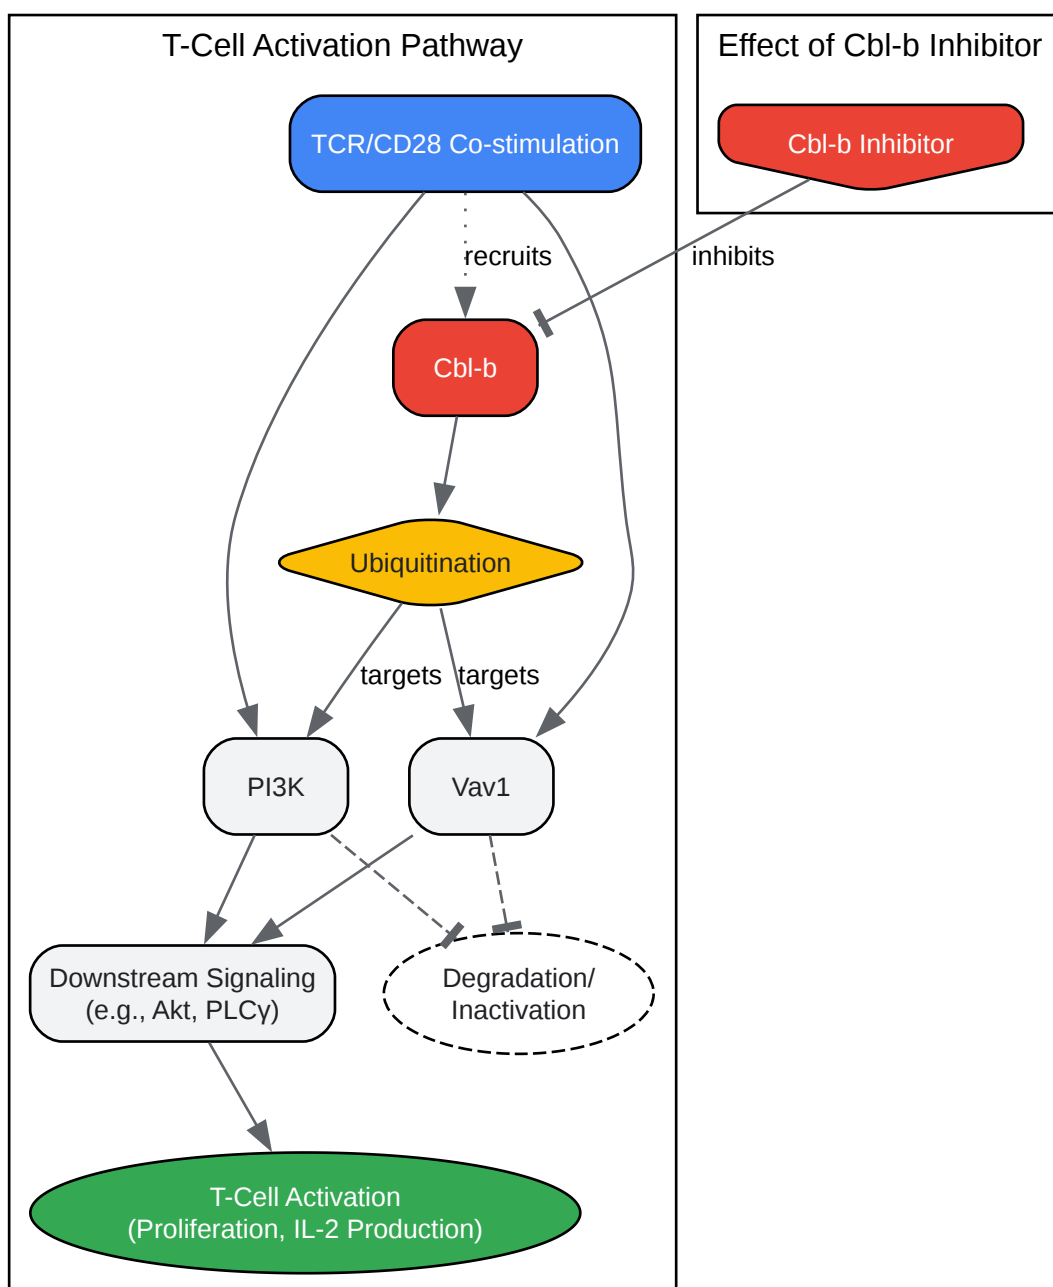 T-Cell Activation Pathway
Effect of Cbl-b Inhibitor
TCR/CD28 Co-stimulation
Cbl-b Inhibitor
recruits
inhibits
Cbl-b
Ubiquitination
targets
targets
PI3K
Vav1
Downstream Signaling
(e.g., Akt, PLCγ)
Degradation/
Inactivation
T-Cell Activation
(Proliferation, IL-2 Production)